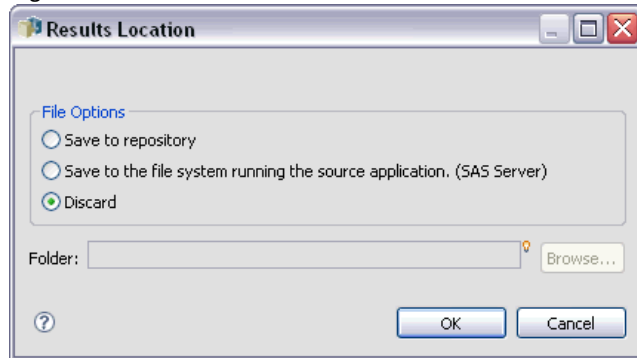 Results Location
File Options
Save to repository
Save to the file system running the source application. (SAS Server)
Discard
Folder:
Browse...
?
OK
Cancel